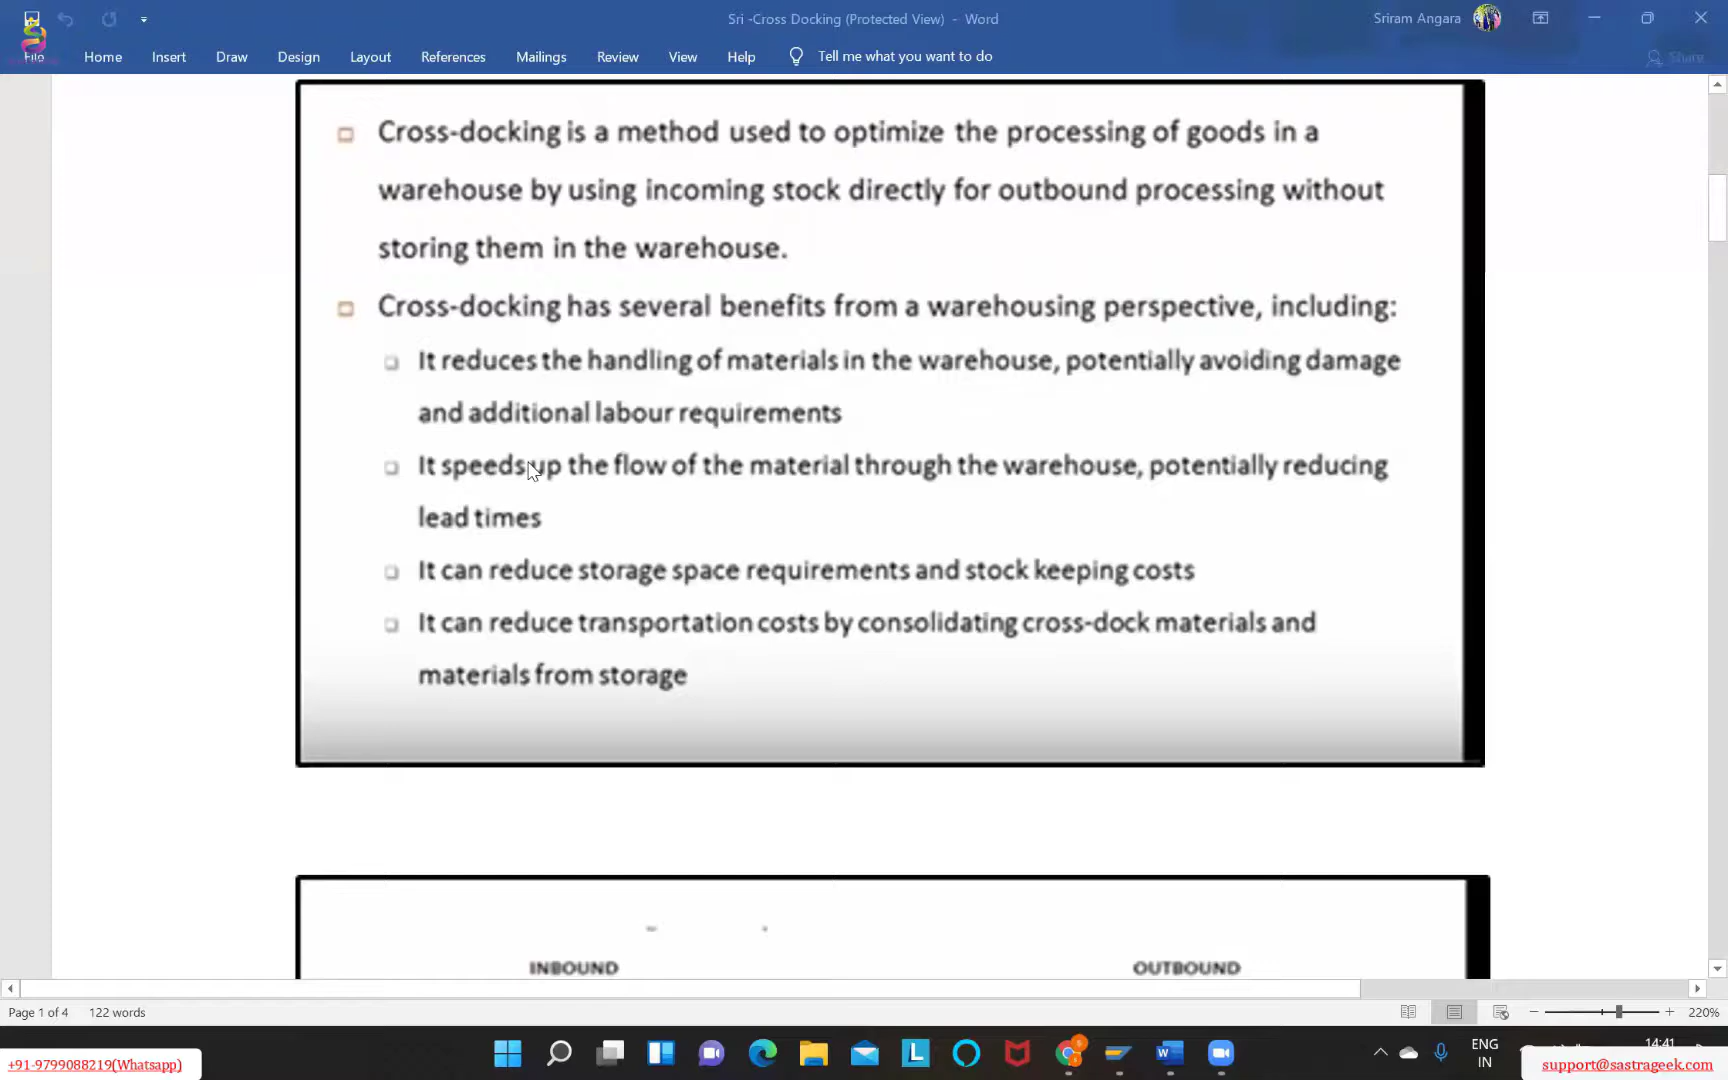 Sri -Cross Docking (Protected View) - Word
Sriram Angara
File Home Insert Draw Design Layout References Mailings Review View Help Tell me what you want to do Share
Cross-docking is a method used to optimize the processing of goods in a
warehouse by using incoming stock directly for outbound processing without
storing them in the warehouse.
Cross-docking has several benefits from a warehousing perspective, including:
It reduces the handling of materials in the warehouse, potentially avoiding damage
and additional labour requirements
It speeds up the flow of the material through the warehouse, potentially reducing
lead times
It can reduce storage space requirements and stock keeping costs
It can reduce transportation costs by consolidating cross-dock materials and
materials from storage
INBOUND OUTBOUND
Page 1 of 4 122 words 220%
ENG 14:41
IN
+91-9799088219(Whatsapp) support@sastrageek.com